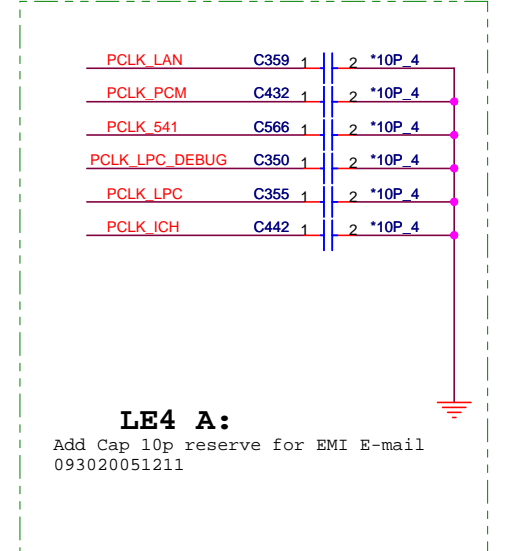 PCLK_LAN C359 1 2 *10P_4
PCLK_PCM C432 1 2 *10P_4
PCLK_541 C566 1 2 *10P_4
PCLK_LPC_DEBUG C350 1 2 *10P_4
PCLK_LPC C355 1 2 *10P_4
PCLK_ICH C442 1 2 *10P_4
LE4 A:
Add Cap 10p reserve for EMI E-mail
093020051211